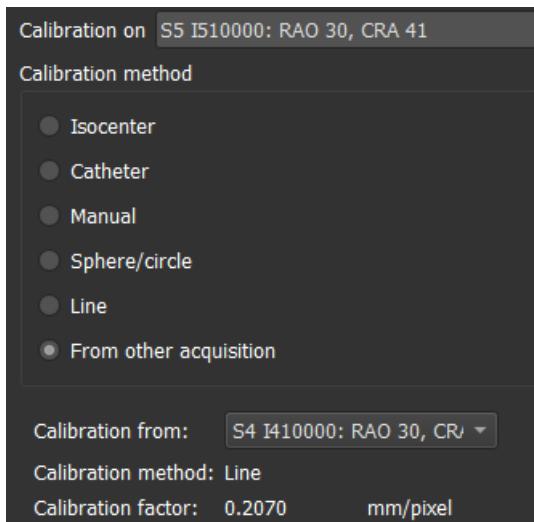 Calibration on S5 I510000: RAO 30, CRA 41
Calibration method
Isocenter
Catheter
Manual
Sphere/circle
Line
From other acquisition
Calibration from: S4 I410000: RAO 30, CR
Calibration method: Line
Calibration factor: 0.2070 mm/pixel